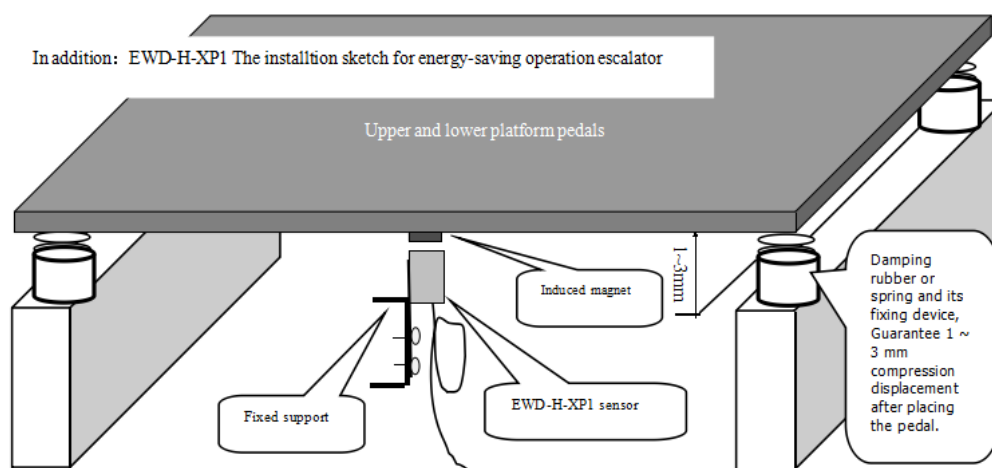 In addition: EWD-H-XP1 The installtion sketch for energy-saving operation escalator
Upper and lower platform pedals
1~3mm
Induced magnet
Damping
rubber or
spring and its
fixing device,
Guarantee 1 ~
3 mm
compression
displacement
after placing
the pedal.
EWD-H-XP1 sensor
Fixed support